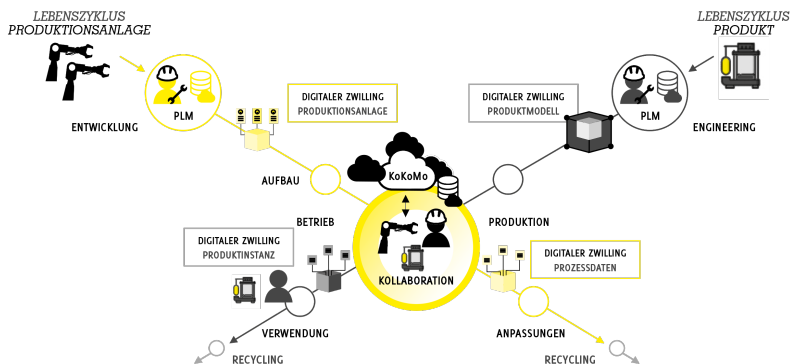 LEBENSZYKLUS
PRODUKTIONSANLAGE
LEBENSZYKLUS
PRODUKT
PLM
ENTWICKLUNG
DIGITALER ZWILLING
PRODUKTIONSANLAGE
DIGITALER ZWILLING
PRODUKTMODELL
PLM
ENGINEERING
AUFBAU
KoKoMo
BETRIEB
PRODUKTION
DIGITALER ZWILLING
PRODUKTINSTANZ
KOLLABORATION
DIGITALER ZWILLING
PROZESSDATEN
VERWENDUNG
ANPASSUNGEN
RECYCLING
RECYCLING